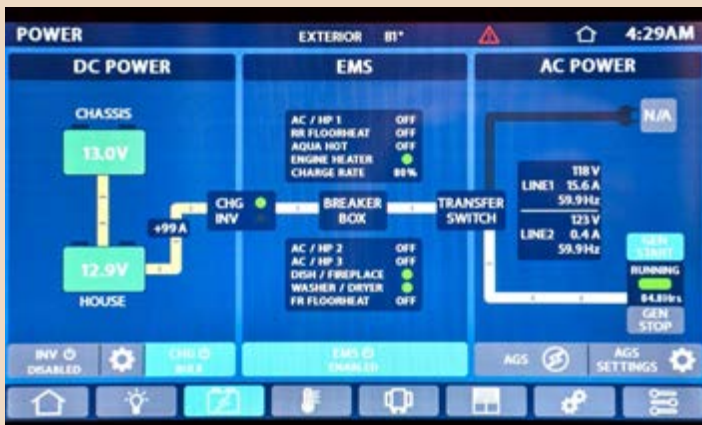 POWER
EXTERIOR 81°
4:29AM
DC POWER
CHASSIS
13.0V
+99 A
12.9V
HOUSE
INV
DISABLED
CHG
BULK
EMS
AC / HP 1 OFF
RR FLOORHEAT OFF
AQUA HOT OFF
ENGINE HEATER
CHARGE RATE 80%
CHG
INV
BREAKER
BOX
TRANSFER
SWITCH
AC / HP 2 OFF
AC / HP 3 OFF
DISH / FIREPLACE
WASHER / DRYER
FR FLOORHEAT OFF
EMS
ENABLED
AC POWER
N/A
118 V
LINE1 15.6 A
59.9Hz
123 V
LINE2 0.4 A
59.9Hz
GEN
START
RUNNING
84.8Hrs
GEN
STOP
AGS
AGS
SETTINGS